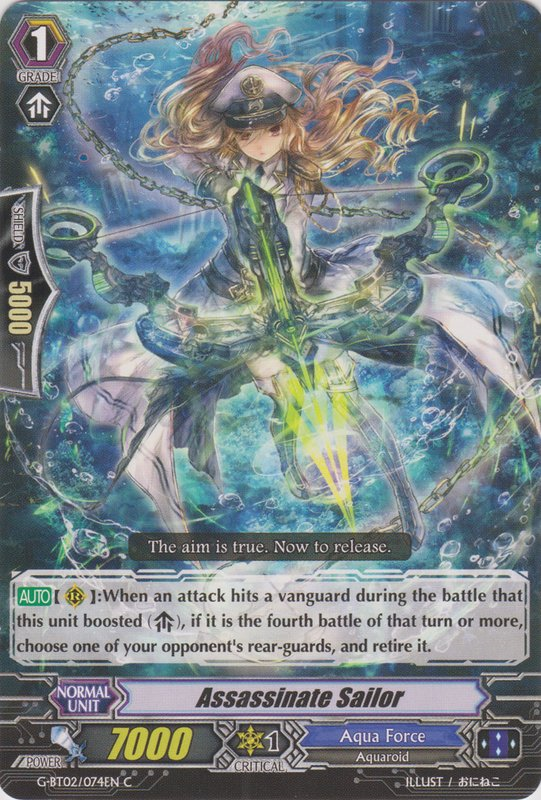 1
GRADE
SHIELD
5000
The aim is true. Now to release.
AUTO【 R 】:When an attack hits a vanguard during the battle that
this unit boosted ( ), if it is the fourth battle of that turn or more,
choose one of your opponent's rear-guards, and retire it.
NORMAL
UNIT
Assassinate Sailor
POWER
7000
1
CRITICAL
Aqua Force
Aquaroid
G-BT02/074EN C
ILLUST / おにねこ